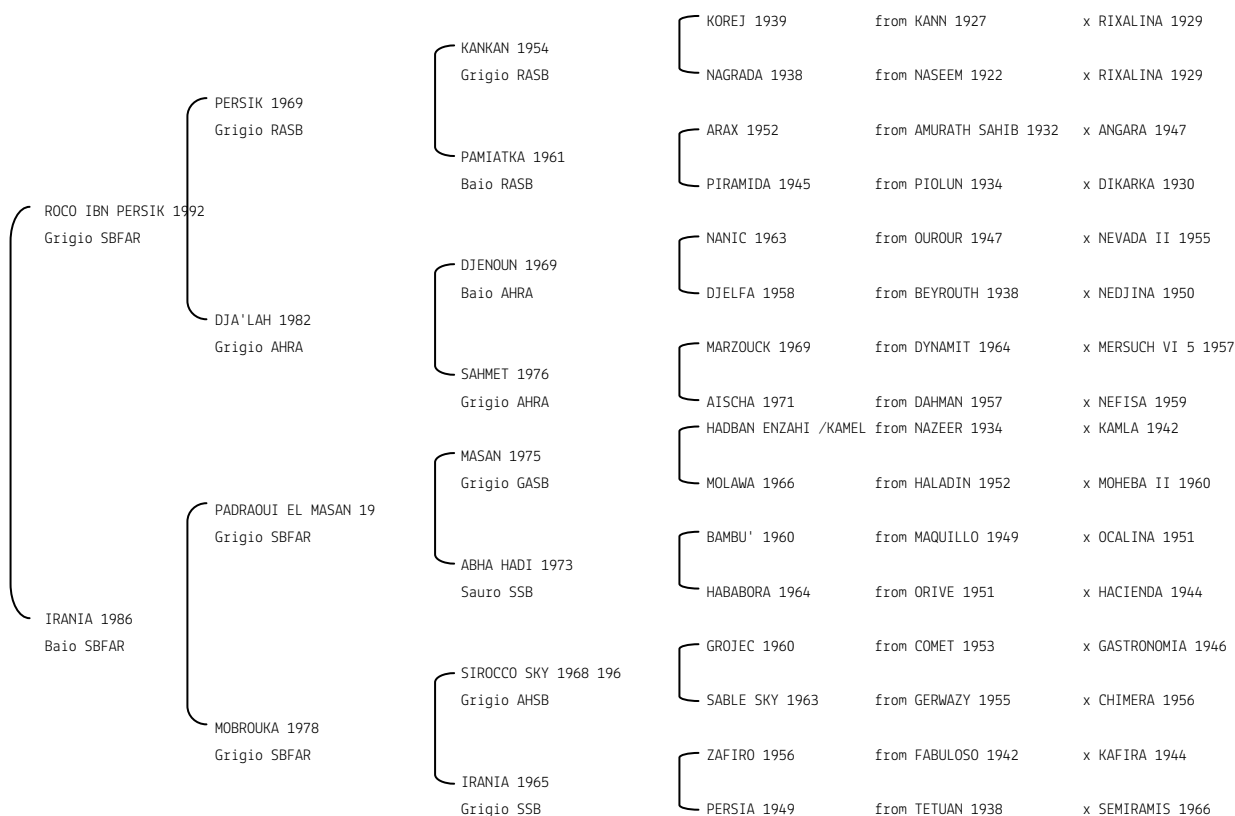 KOREJ 1939 from KANN 1927 x RIXALINA 1929
KANKAN 1954
Grigio RASB NAGRADA 1938 from NASEEM 1922 x RIXALINA 1929
PERSIK 1969
Grigio RASB ARAX 1952 from AMURATH SAHIB 1932 x ANGARA 1947
PAMIATKA 1961
Baio RASB PIRAMIDA 1945 from PIOLUN 1934 x DIKARKA 1930
ROCO IBN PERSIK 1992
Grigio SBFAR NANIC 1963 from OUROUR 1947 x NEVADA II 1955
DJENOUN 1969
Baio AHRA DJELFA 1958 from BEYROUTH 1938 x NEDJINA 1950
DJA'LAH 1982
Grigio AHRA MARZOUCK 1969 from DYNAMIT 1964 x MERSUCH VI 5 1957
SAHMET 1976
Grigio AHRA AISCHA 1971 from DAHMAN 1957 x NEFISA 1959
HADBAN ENZAHI /KAMEL from NAZEER 1934 x KAMLA 1942
MASAN 1975
Grigio GASB MOLAWA 1966 from HALADIN 1952 x MOHEBA II 1960
PADRAOUI EL MASAN 19
Grigio SBFAR BAMBU' 1960 from MAQUILLO 1949 x OCALINA 1951
ABHA HADI 1973
Sauro SSB HABABORA 1964 from ORIVE 1951 x HACIENDA 1944
IRANIA 1986
Baio SBFAR GROJEC 1960 from COMET 1953 x GASTRONOMIA 1946
SIROCCO SKY 1968 196
Grigio AHSB SABLE SKY 1963 from GERWAZY 1955 x CHIMERA 1956
MOBROUKA 1978
Grigio SBFAR ZAFIRO 1956 from FABULOSO 1942 x KAFIRA 1944
IRANIA 1965
Grigio SSB PERSIA 1949 from TETUAN 1938 x SEMIRAMIS 1966